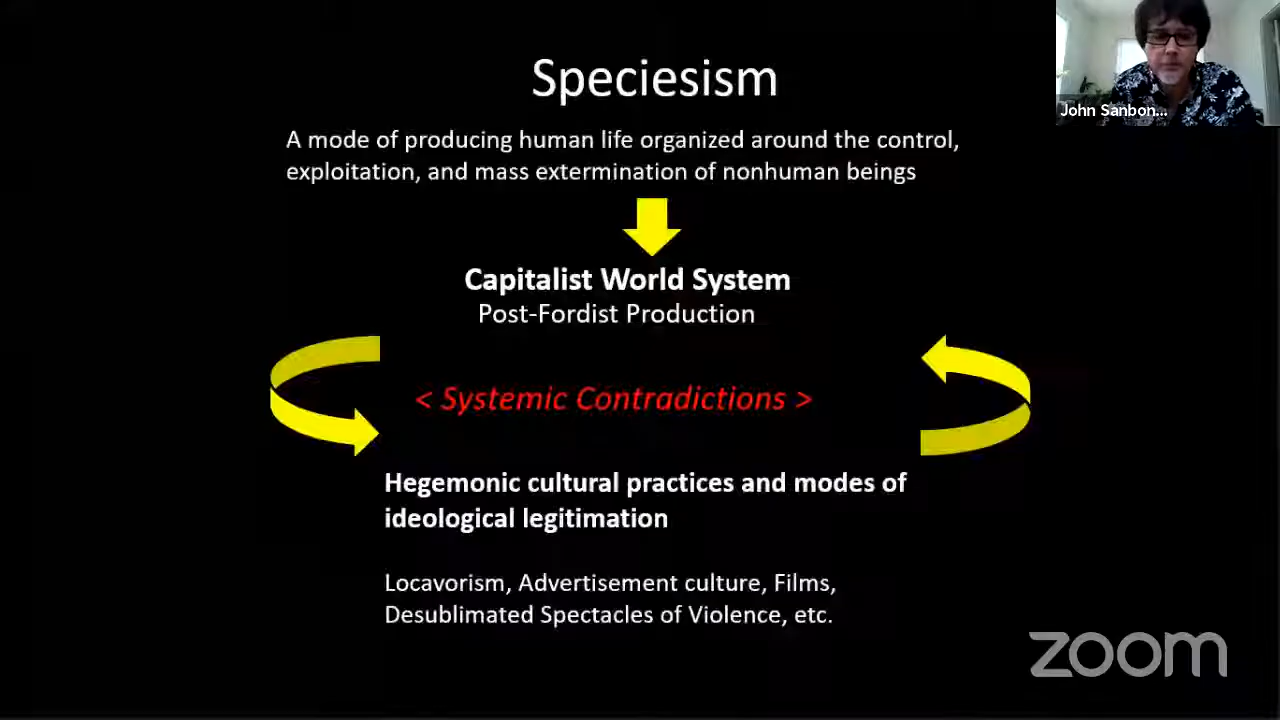 Speciesism
A mode of producing human life organized around the control,
exploitation, and mass extermination of nonhuman beings
Capitalist World System
Post-Fordist Production
< Systemic Contradictions >
Hegemonic cultural practices and modes of
ideological legitimation
Locavorism, Advertisement culture, Films,
Desublimated Spectacles of Violence, etc.
John Sanbon...
zoom